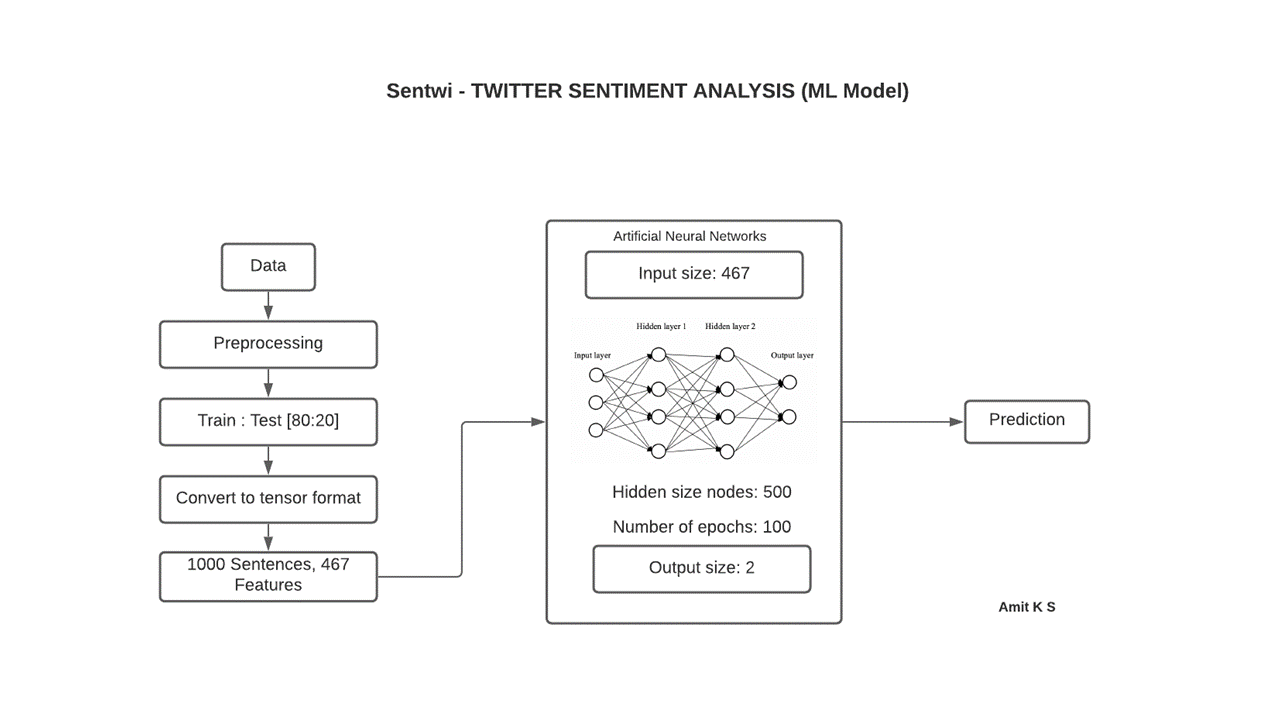 Sentwi - TWITTER SENTIMENT ANALYSIS (ML Model)
Data
Preprocessing
Train : Test [80:20]
Convert to tensor format
1000 Sentences, 467
Features
Artificial Neural Networks
Input size: 467
Hidden layer 1
Hidden layer 2
Input layer
Output layer
Hidden size nodes: 500
Number of epochs: 100
Output size: 2
Prediction
Amit K S